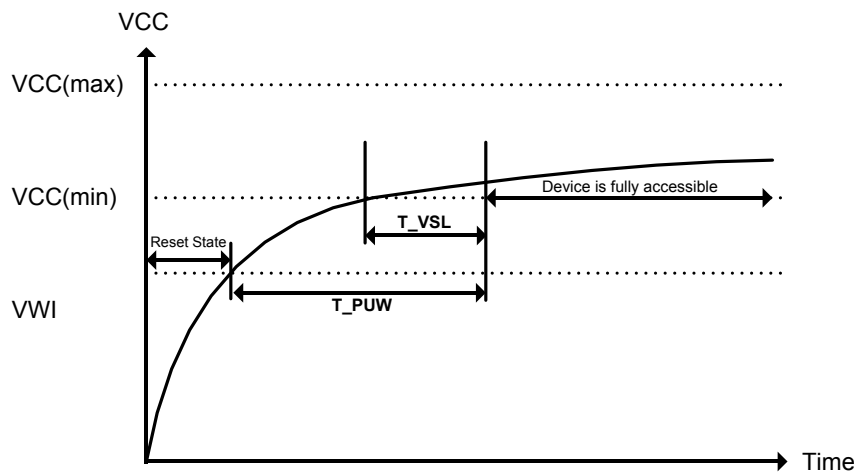 VCC
VCC(max)
VCC(min)
Device is fully accessible
T_VSL
Reset State
T_PUW
VWI
Time